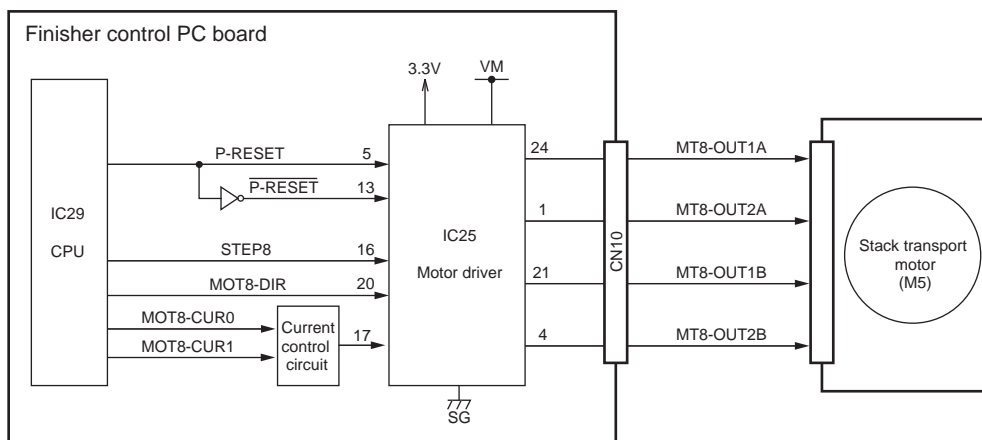 Finisher control PC board
3.3V
VM
P-RESET
5
24
MT8-OUT1A
P-RESET
13
IC29
CPU
1
MT8-OUT2A
IC25
Motor driver
CN10
Stack transport
motor
(M5)
STEP8
16
MOT8-DIR
20
21
MT8-OUT1B
MOT8-CUR0
Current
control
circuit
17
MOT8-CUR1
4
MT8-OUT2B
SG